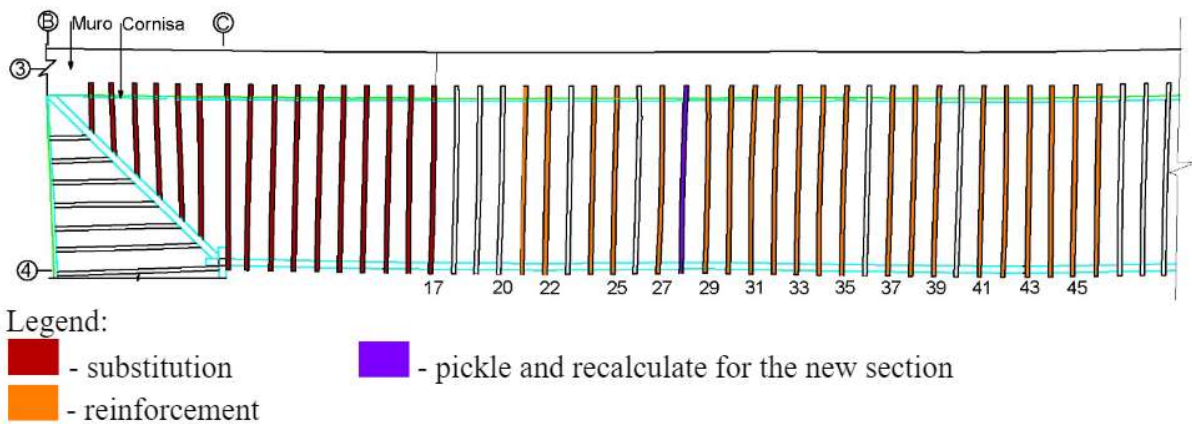 B Muro Cornisa C
3
4
17 20 22 25 27 29 31 33 35 37 39 41 43 45
Legend:
- substitution - pickle and recalculate for the new section
- reinforcement